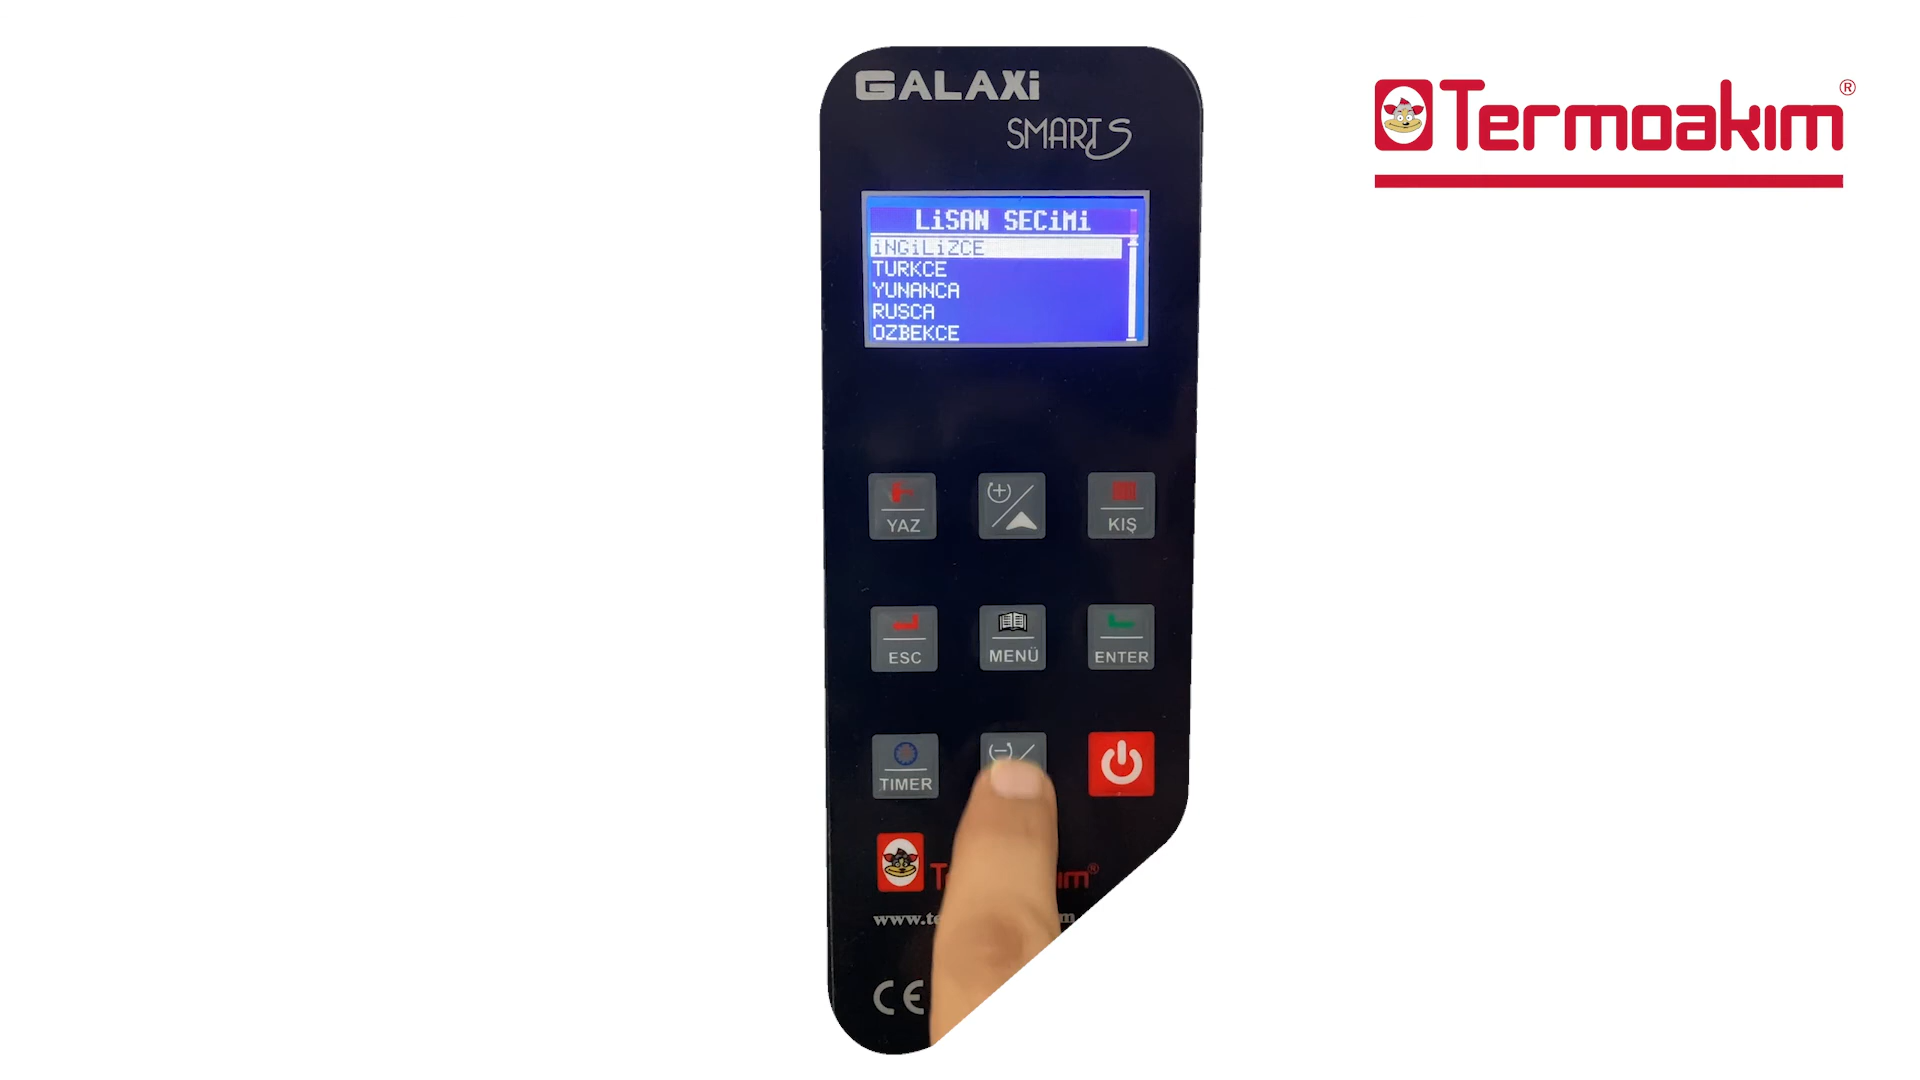 GALAXi
SMART S
Termoakım®
LiSAN SECiMi
iNGiLiZCE
TURKCE
YUNANCA
RUSCA
OZBEKCE
YAZ
KIŞ
ESC
MENÜ
ENTER
TIMER
CE